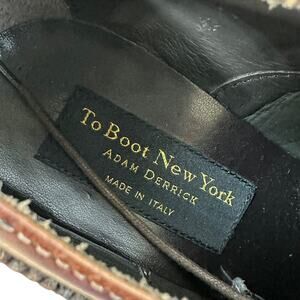 To Boot New York
ADAM DERRICK
MADE IN ITALY